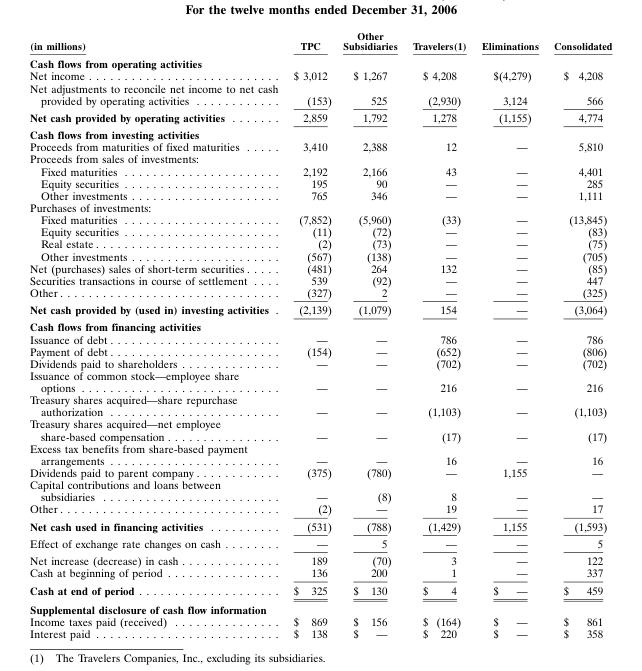 For the twelve months ended December 31, 2006
Other
(in millions) TPC Subsidiaries Travelers(1) Eliminations Consolidated
Cash flows from operating activities
Net income . . . . . . . . . . . . . . . . . . . . . . . . . . . $ 3,012 $ 1,267 $ 4,208 $(4,279) $ 4,208
Net adjustments to reconcile net income to net cash
provided by operating activities . . . . . . . . . . . . (153) 525 (2,930) 3,124 566
Net cash provided by operating activities . . . . . . . 2,859 1,792 1,278 (1,155) 4,774
Cash flows from investing activities
Proceeds from maturities of fixed maturities . . . . . 3,410 2,388 12 — 5,810
Proceeds from sales of investments:
Fixed maturities . . . . . . . . . . . . . . . . . . . . . . 2,192 2,166 43 — 4,401
Equity securities . . . . . . . . . . . . . . . . . . . . . . 195 90 — — 285
Other investments . . . . . . . . . . . . . . . . . . . . . 765 346 — — 1,111
Purchases of investments:
Fixed maturities . . . . . . . . . . . . . . . . . . . . . . (7,852) (5,960) (33) — (13,845)
Equity securities . . . . . . . . . . . . . . . . . . . . . . (11) (72) — — (83)
Real estate . . . . . . . . . . . . . . . . . . . . . . . . . . (2) (73) — — (75)
Other investments . . . . . . . . . . . . . . . . . . . . . (567) (138) — — (705)
Net (purchases) sales of short-term securities . . . . . (481) 264 132 — (85)
Securities transactions in course of settlement . . . . 539 (92) — — 447
Other . . . . . . . . . . . . . . . . . . . . . . . . . . . . . . . (327) 2 — — (325)
Net cash provided by (used in) investing activities . (2,139) (1,079) 154 — (3,064)
Cash flows from financing activities
Issuance of debt . . . . . . . . . . . . . . . . . . . . . . . . — — 786 — 786
Payment of debt . . . . . . . . . . . . . . . . . . . . . . . . (154) — (652) — (806)
Dividends paid to shareholders . . . . . . . . . . . . . . — — (702) — (702)
Issuance of common stock—employee share
options . . . . . . . . . . . . . . . . . . . . . . . . . . . . — — 216 — 216
Treasury shares acquired—share repurchase
authorization . . . . . . . . . . . . . . . . . . . . . . . . — — (1,103) — (1,103)
Treasury shares acquired—net employee
share-based compensation . . . . . . . . . . . . . . . . — — (17) — (17)
Excess tax benefits from share-based payment
arrangements . . . . . . . . . . . . . . . . . . . . . . . . — — 16 — 16
Dividends paid to parent company . . . . . . . . . . . . (375) (780) — 1,155 —
Capital contributions and loans between
subsidiaries . . . . . . . . . . . . . . . . . . . . . . . . . . — (8) 8 — —
Other . . . . . . . . . . . . . . . . . . . . . . . . . . . . . . . (2) — 19 — 17
Net cash used in financing activities . . . . . . . . . . (531) (788) (1,429) 1,155 (1,593)
Effect of exchange rate changes on cash . . . . . . . . — 5 — — 5
Net increase (decrease) in cash . . . . . . . . . . . . . . 189 (70) 3 — 122
Cash at beginning of period . . . . . . . . . . . . . . . . 136 200 1 — 337
Cash at end of period . . . . . . . . . . . . . . . . . . . . $ 325 $ 130 $ 4 $ — $ 459
Supplemental disclosure of cash flow information
Income taxes paid (received) . . . . . . . . . . . . . . . $ 869 $ 156 $ (164) $ — $ 861
Interest paid . . . . . . . . . . . . . . . . . . . . . . . . . . $ 138 $ — $ 220 $ — $ 358
(1) The Travelers Companies, Inc., excluding its subsidiaries.